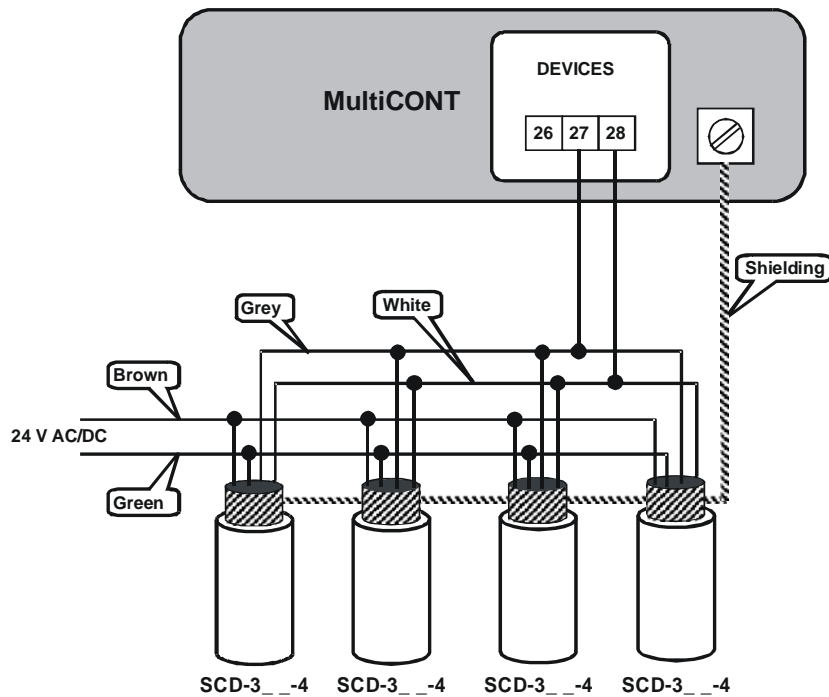 DEVICES
MultiCONT
26 27 28
Shielding
Grey
White
Brown
24 V AC/DC
Green
SCD-3_ _-4 SCD-3_ _-4 SCD-3_ _-4 SCD-3_ _-4